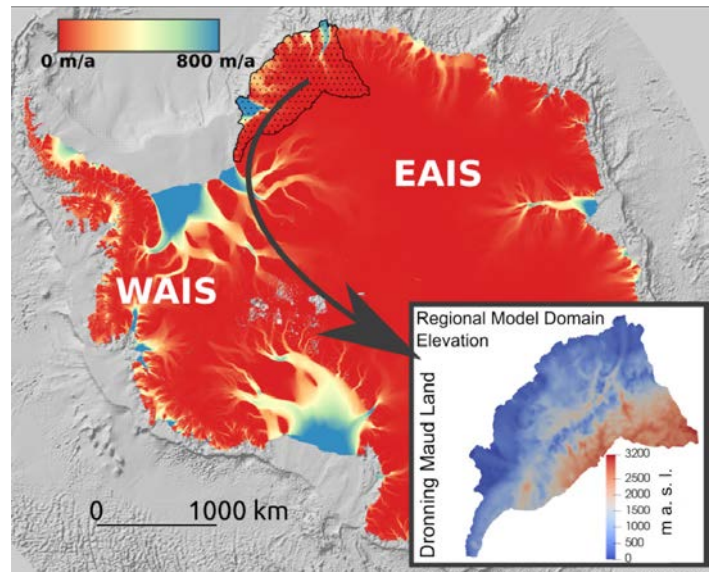 0 m/a 800 m/a
EAIS
WAIS
0 1000 km
Regional Model Domain
Elevation
Dronning Maud Land
3200
2500
2000
1500
1000
500
0
m a. s. l.